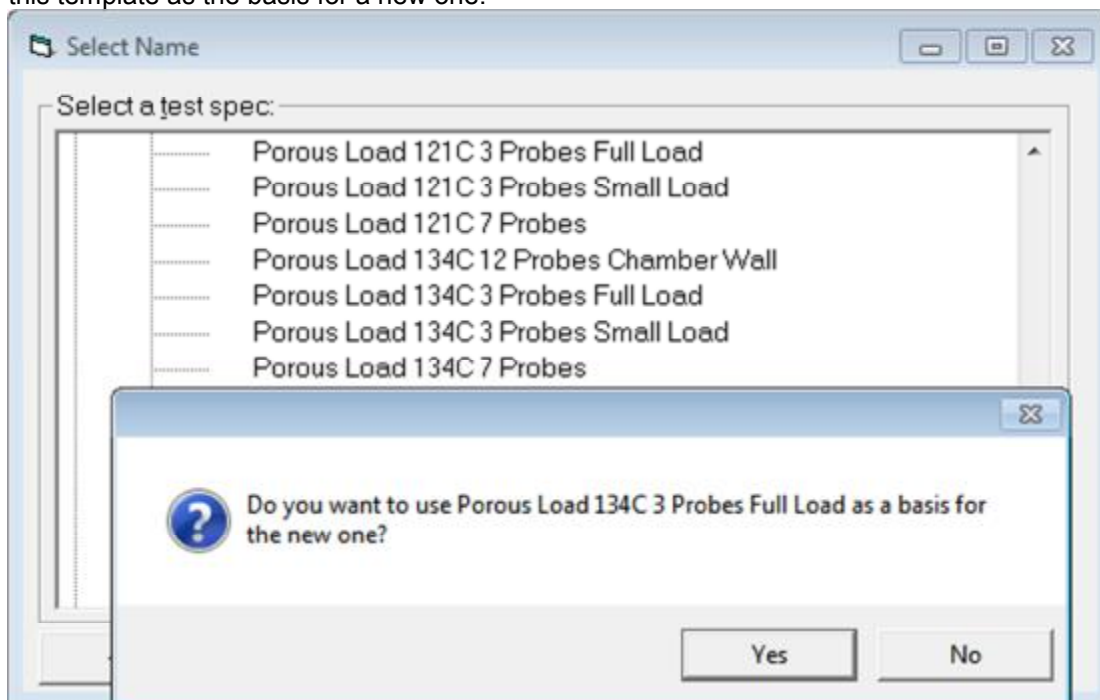 this template as the basis for a new one.
Select Name
Select a test spec:
Porous Load 121C 3 Probes Full Load
Porous Load 121C 3 Probes Small Load
Porous Load 121C 7 Probes
Porous Load 134C 12 Probes Chamber Wall
Porous Load 134C 3 Probes Full Load
Porous Load 134C 3 Probes Small Load
Porous Load 134C 7 Probes
Do you want to use Porous Load 134C 3 Probes Full Load as a basis for
the new one?
Yes No